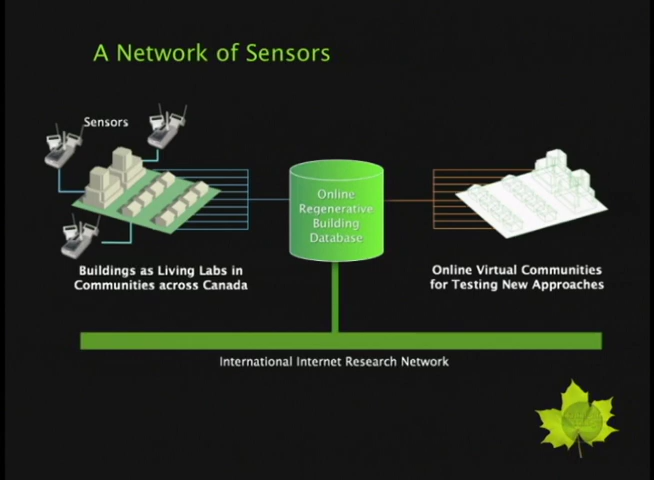 A Network of Sensors
Sensors
Online
Regenerative
Building
Database
Buildings as Living Labs in
Communities across Canada
Online Virtual Communities
for Testing New Approaches
International Internet Research Network